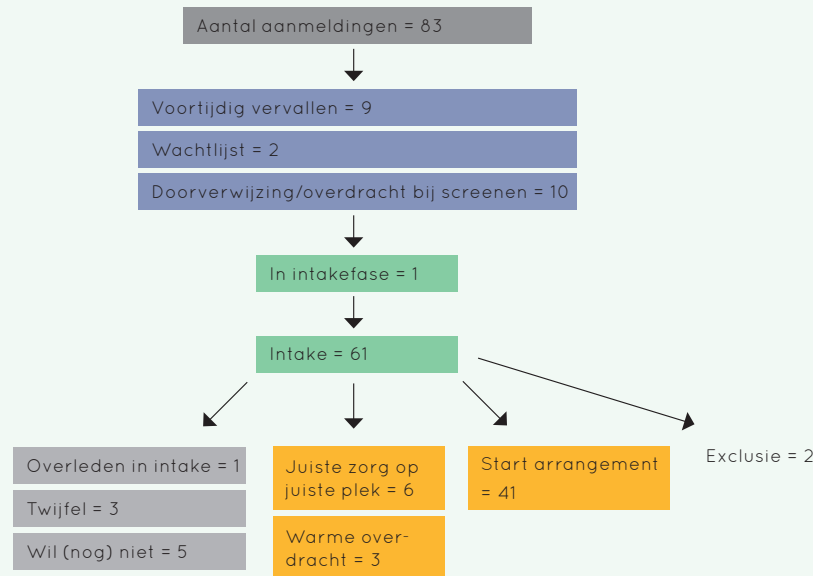 Aantal aanmeldingen = 83
Voortijdig vervallen = 9
Wachtlijst = 2
Doorverwijzing/overdracht bij screenen = 10
In intakefase = 1
Intake = 61
Overleden in intake = 1
Twijfel = 3
Wil (nog) niet = 5
Juiste zorg op
juiste plek = 6
Warme over-
dracht = 3
Start arrangement
= 41
Exclusie = 2